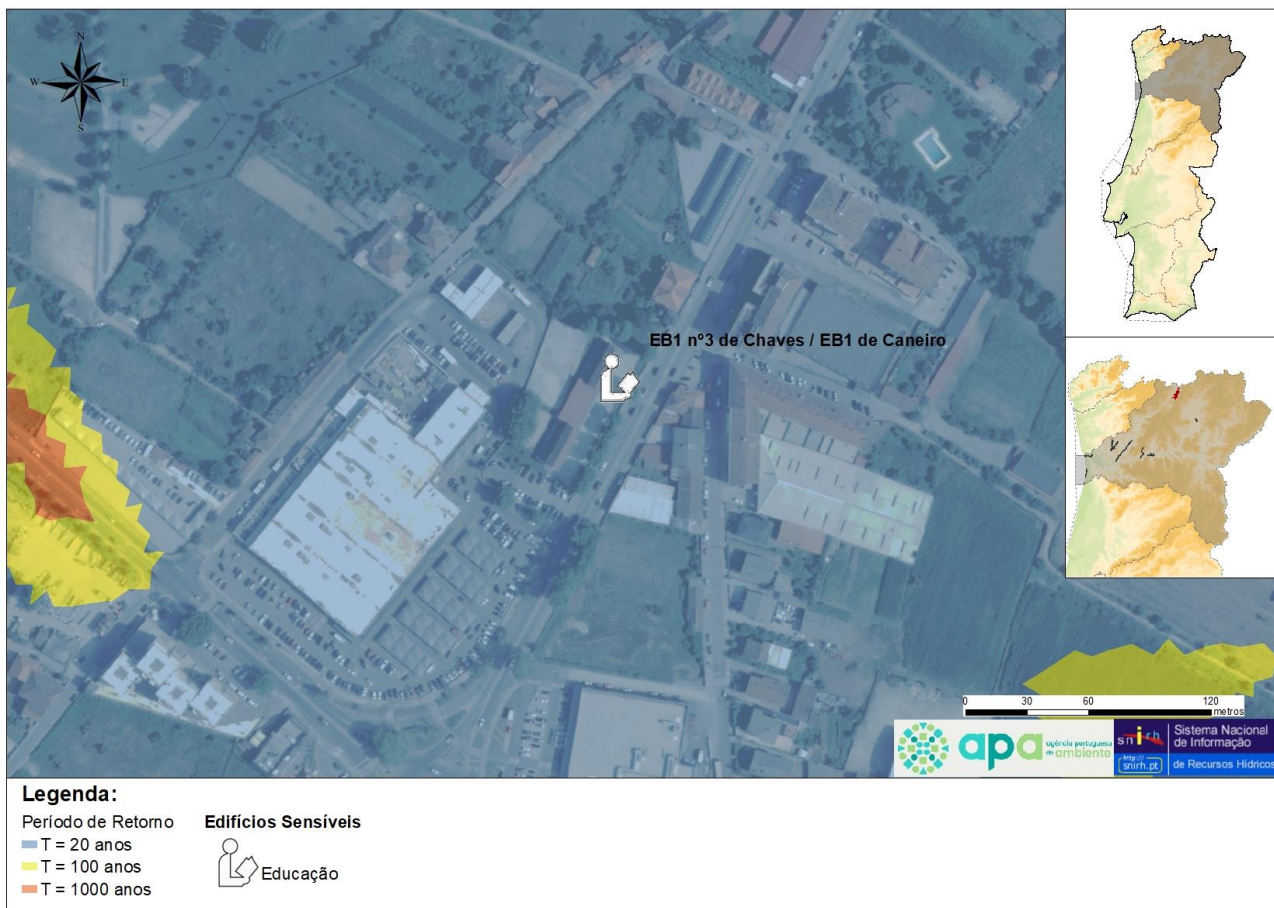 N
W E
S
EB1 nº3 de Chaves / EB1 de Caneiro
0 30 60 120
metros
apa agência portuguesa
do ambiente
snirh
http://
snirh.pt
Sistema Nacional
de Informação
de Recursos Hídricos
Legenda:
Período de Retorno
T = 20 anos
T = 100 anos
T = 1000 anos
Edifícios Sensíveis
Educação